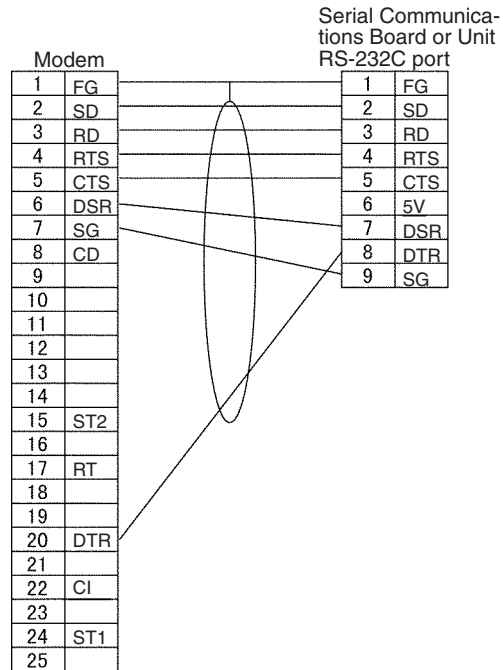 Serial Communica-
tions Board or Unit
RS-232C port
Modem
1 FG
2 SD
3 RD
4 RTS
5 CTS
6 DSR
7 SG
8 CD
9
10
11
12
13
14
15 ST2
16
17 RT
18
19
20 DTR
21
22 CI
23
24 ST1
25
1 FG
2 SD
3 RD
4 RTS
5 CTS
6 5V
7 DSR
8 DTR
9 SG